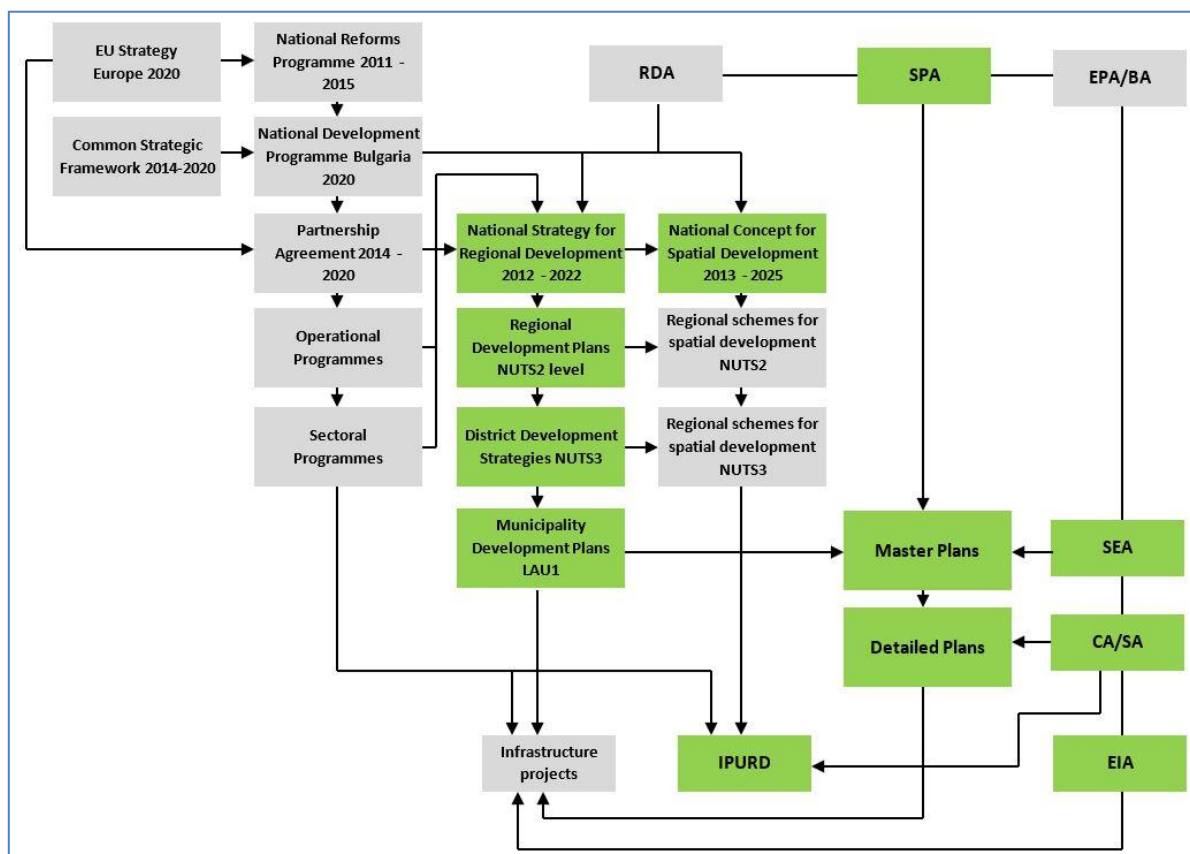 EU Strategy
Europe 2020
National Reforms
Programme 2011 -
2015
RDA
SPA
EPA/BA
Common Strategic
Framework 2014-2020
National Development
Programme Bulgaria
2020
Partnership
Agreement 2014 -
2020
National Strategy for
Regional Development
2012 - 2022
National Concept for
Spatial Development
2013 - 2025
Operational
Programmes
Regional
Development Plans
NUTS2 level
Regional schemes for
spatial development
NUTS2
Sectoral
Programmes
District Development
Strategies NUTS3
Regional schemes for
spatial development
NUTS3
Municipality
Development Plans
LAU1
Master Plans
SEA
Detailed Plans
CA/SA
Infrastructure
projects
IPURD
EIA